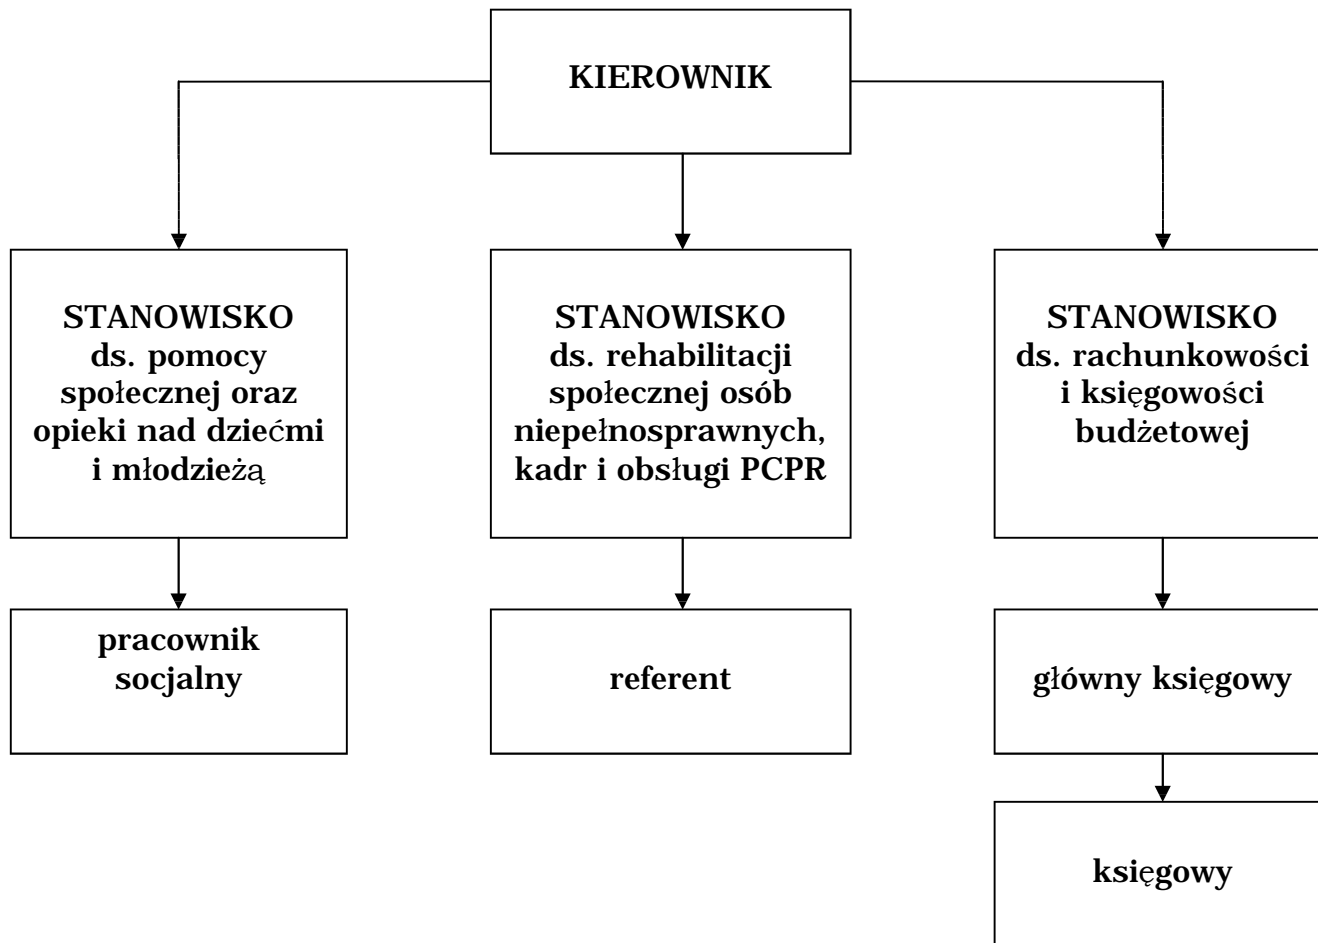 KIEROWNIK
STANOWISKO
ds. pomocy
społecznej oraz
opieki nad dziećmi
i młodzieżą
STANOWISKO
ds. rehabilitacji
społecznej osób
niepełnosprawnych,
kadr i obsługi PCPR
STANOWISKO
ds. rachunkowości
i księgowości
budżetowej
pracownik
socjalny
referent
główny księgowy
księgowy